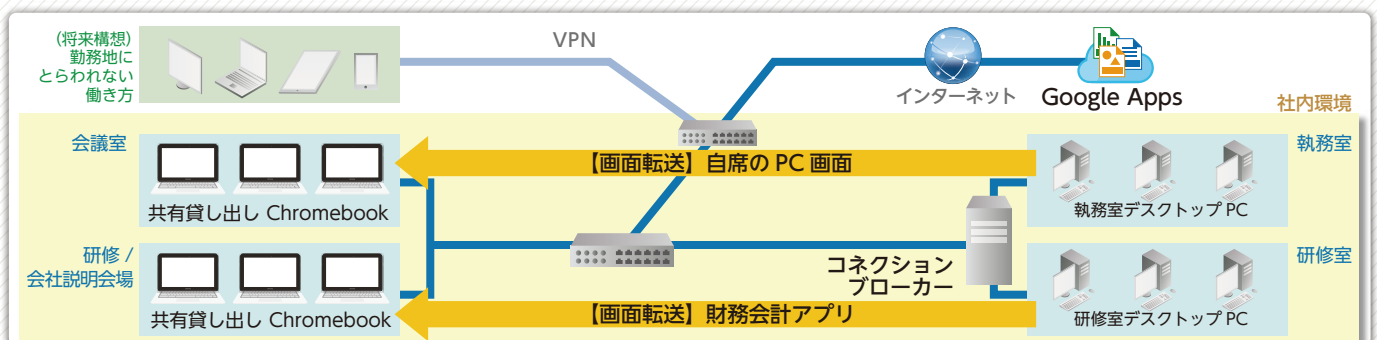 (将来構想)
勤務地に
とらわれない
働き方
VPN
インターネット
Google Apps
社内環境
会議室
共有貸し出し Chromebook
【画面転送】自席の PC 画面
執務室
執務室デスクトップ PC
研修 /
会社説明会場
共有貸し出し Chromebook
コネクション
ブローカー
【画面転送】財務会計アプリ
研修室
研修室デスクトップ PC